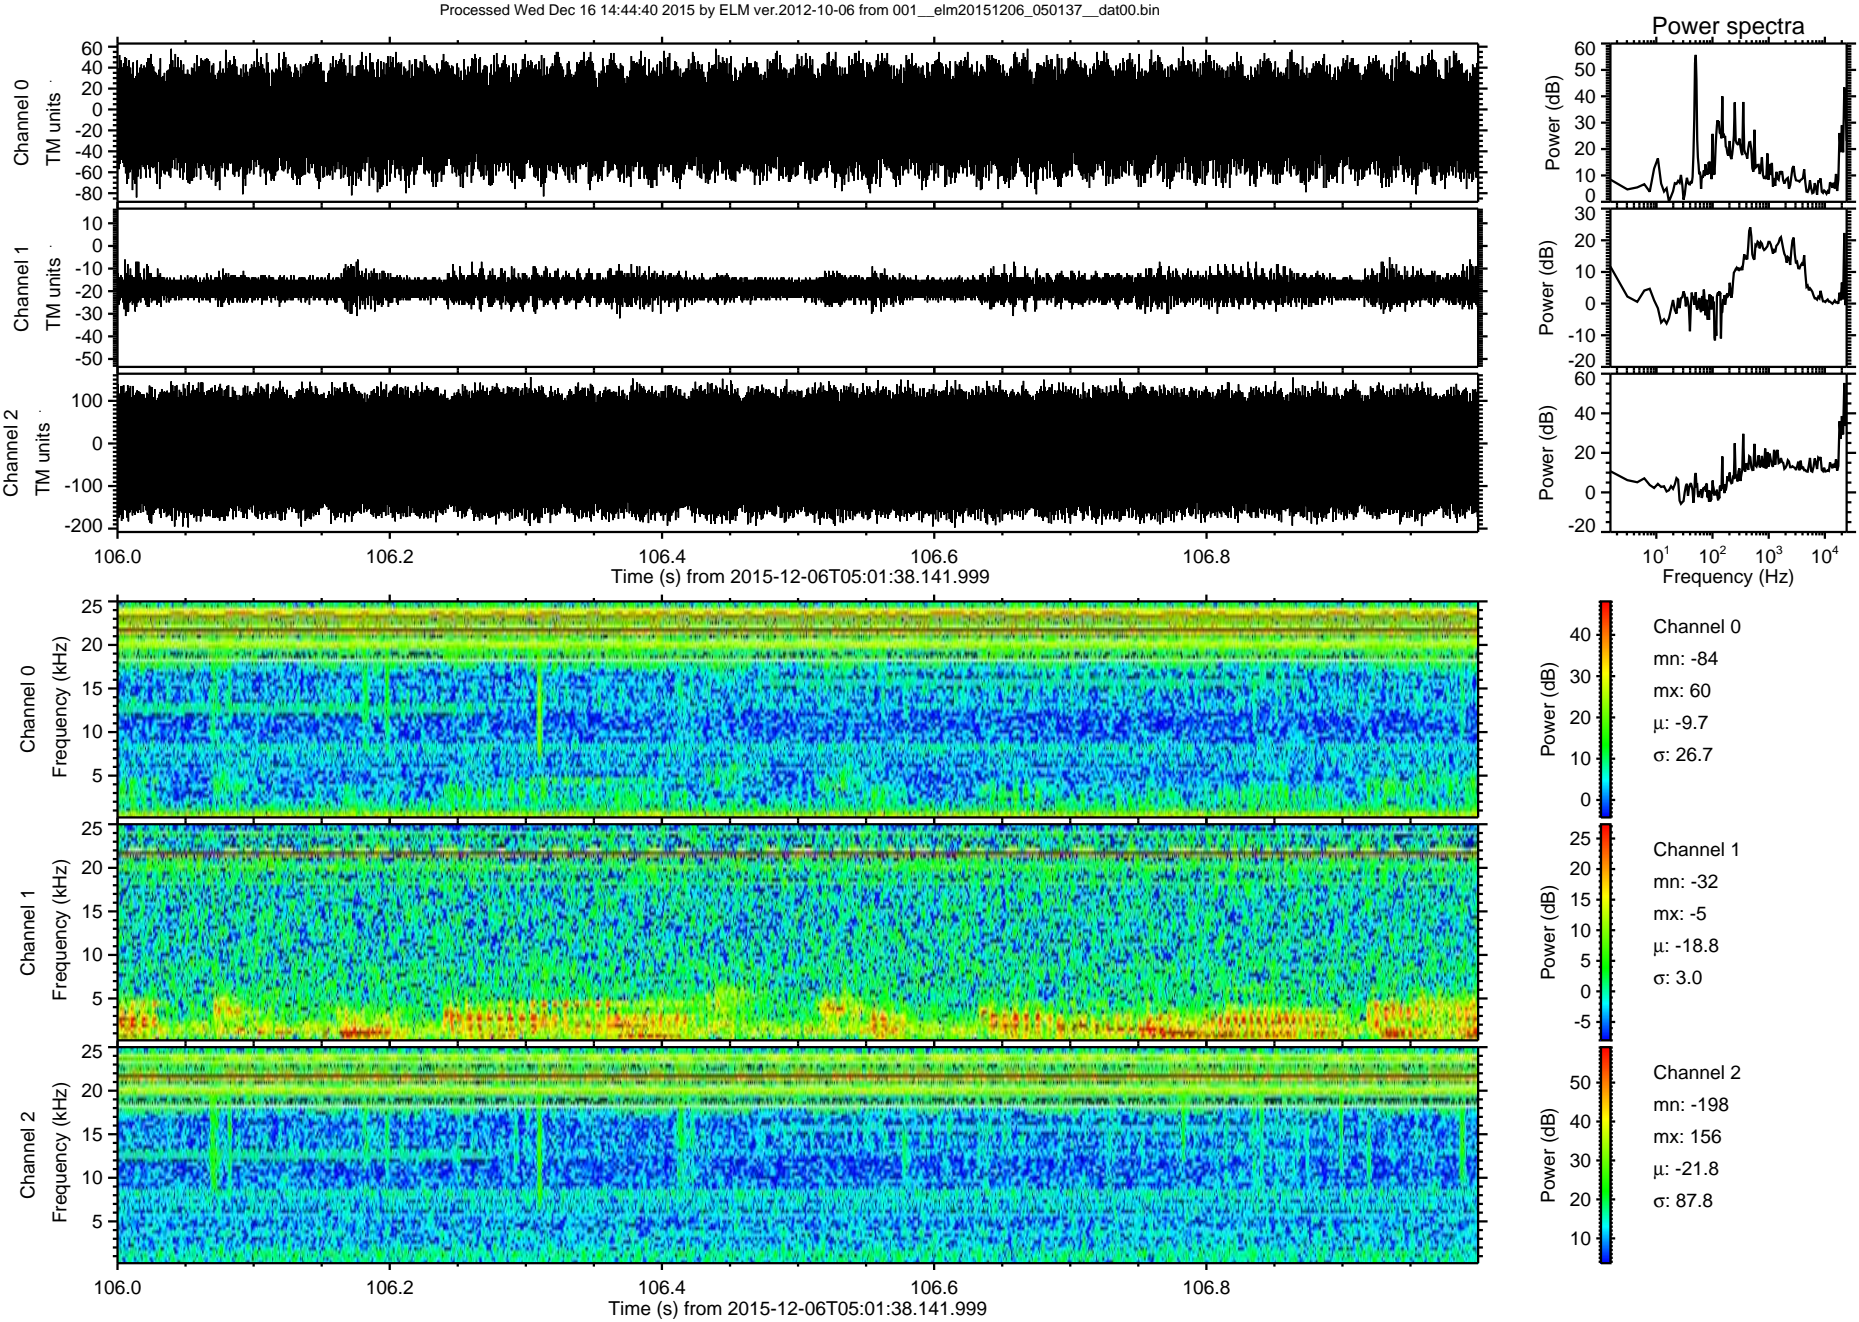 Processed Wed Dec 16 14:44:40 2015 by ELM ver.2012-10-06 from 001__elm20151206_050137__dat00.bin
Power spectra
Channel 0
TM units
60
40
20
0
-20
-40
-60
-80
Power (dB)
60
50
40
30
20
10
0
Channel 1
TM units
10
0
-10
-20
-30
-40
-50
Power (dB)
30
20
10
0
-10
-20
Channel 2
TM units
100
0
-100
-200
Power (dB)
60
40
20
0
-20
106.0 106.2 106.4 106.6 106.8
Time (s) from 2015-12-06T05:01:38.141.999
10¹ 10² 10³ 10⁴
Frequency (Hz)
Channel 0
Frequency (kHz)
25
20
15
10
5
Power (dB)
40
30
20
10
0
Channel 0
mn: -84
mx: 60
μ: -9.7
σ: 26.7
Channel 1
Frequency (kHz)
25
20
15
10
5
Power (dB)
25
20
15
10
5
0
-5
Channel 1
mn: -32
mx: -5
μ: -18.8
σ: 3.0
Channel 2
Frequency (kHz)
25
20
15
10
5
Power (dB)
50
40
30
20
10
Channel 2
mn: -198
mx: 156
μ: -21.8
σ: 87.8
106.0 106.2 106.4 106.6 106.8
Time (s) from 2015-12-06T05:01:38.141.999